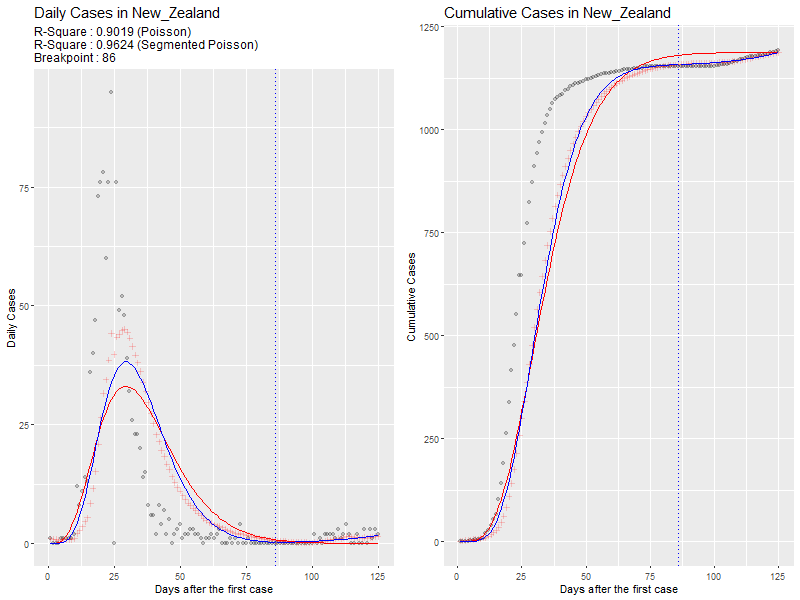 Daily Cases in New_Zealand
R-Square : 0.9019 (Poisson)
R-Square : 0.9624 (Segmented Poisson)
Breakpoint : 86
75
50
25
0
Daily Cases
0
25
50
75
100
125
Days after the first case
Cumulative Cases in New_Zealand
1250
1000
750
500
250
0
Cumulative Cases
0
25
50
75
100
125
Days after the first case